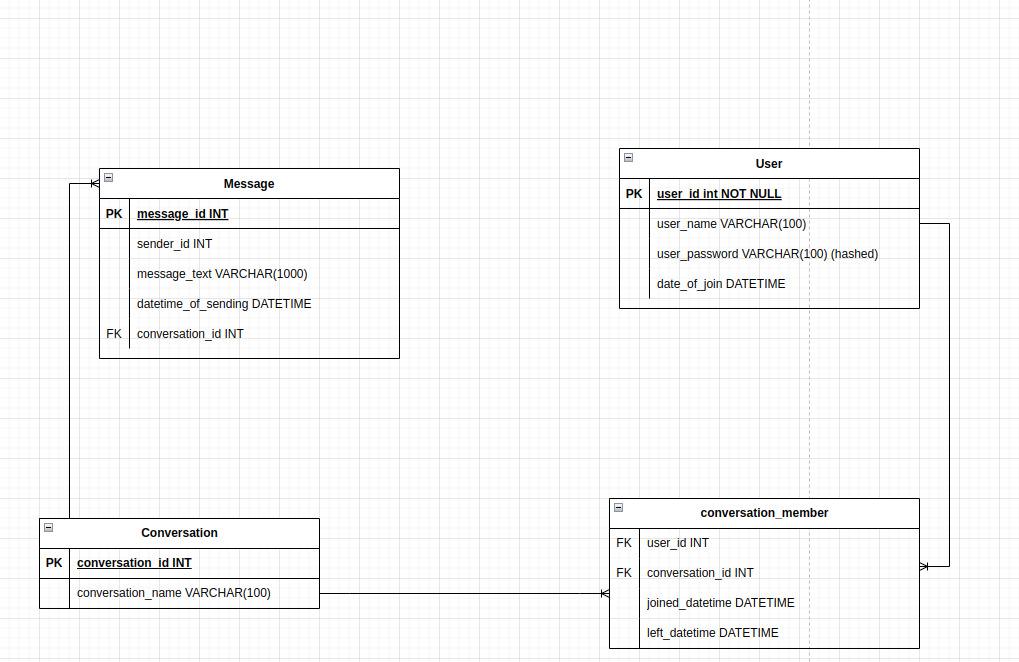 Message
PK message_id INT
sender_id INT
message_text VARCHAR(1000)
datetime_of_sending DATETIME
FK conversation_id INT
User
PK user_id int NOT NULL
user_name VARCHAR(100)
user_password VARCHAR(100) (hashed)
date_of_join DATETIME
Conversation
PK conversation_id INT
conversation_name VARCHAR(100)
conversation_member
FK user_id INT
FK conversation_id INT
joined_datetime DATETIME
left_datetime DATETIME